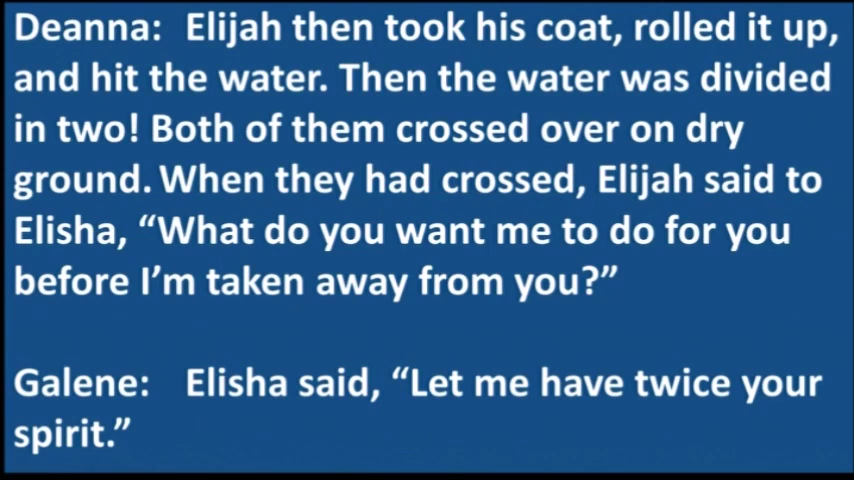 Deanna: Elijah then took his coat, rolled it up,
and hit the water. Then the water was divided
in two! Both of them crossed over on dry
ground. When they had crossed, Elijah said to
Elisha, “What do you want me to do for you
before I’m taken away from you?”
Galene: Elisha said, “Let me have twice your
spirit.”